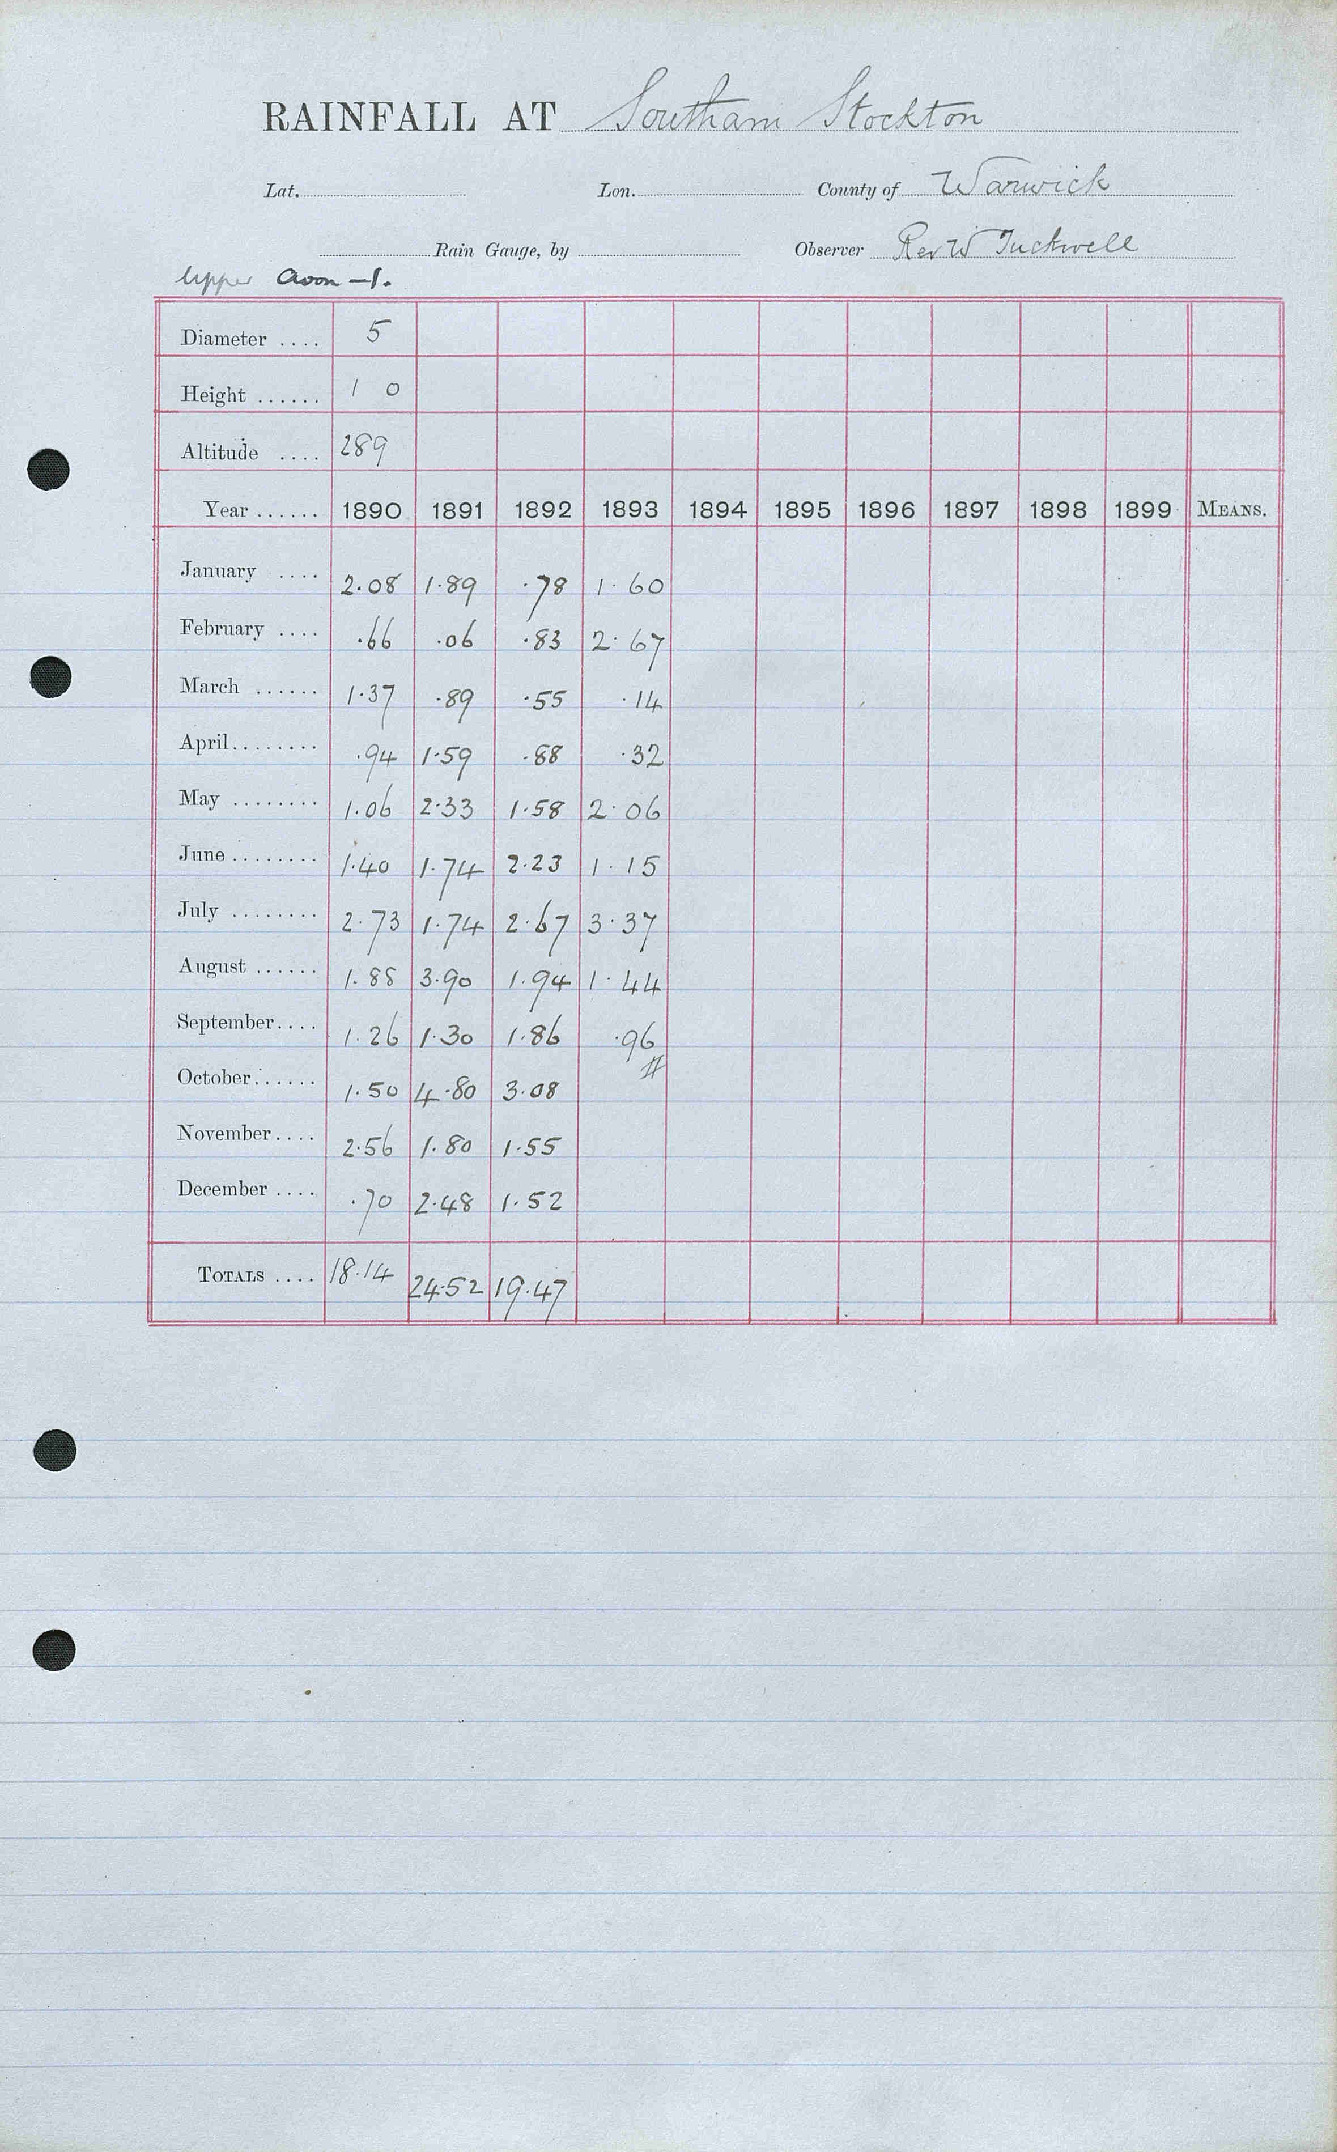 RAINFALL AT Southam Stockton
Lat. Lon. County of Warwick
Rain Gauge, by Observer Rev W Tuckwell
Upper Avon —1.
Diameter .... 5
Height ...... 1 0
Altitude .... 289
Year ...... 1890 1891 1892 1893 1894 1895 1896 1897 1898 1899 MEANS.
January .... 2.08 1.89 .78 1.60
February .... .66 .06 .83 2.67
March ...... 1.37 .89 .55 .14
April........ .94 1.59 .88 .32
May ........ 1.06 2.33 1.58 2.06
June ........ 1.40 1.74 2.23 1.15
July ........ 2.73 1.74 2.67 3.37
August ...... 1.88 3.90 1.94 1.44
September.... 1.26 1.30 1.86 .96
October...... 1.50 4.80 3.08 #
November.... 2.56 1.80 1.55
December .... .70 2.48 1.52
TOTALS .... 18.14 24.52 19.47